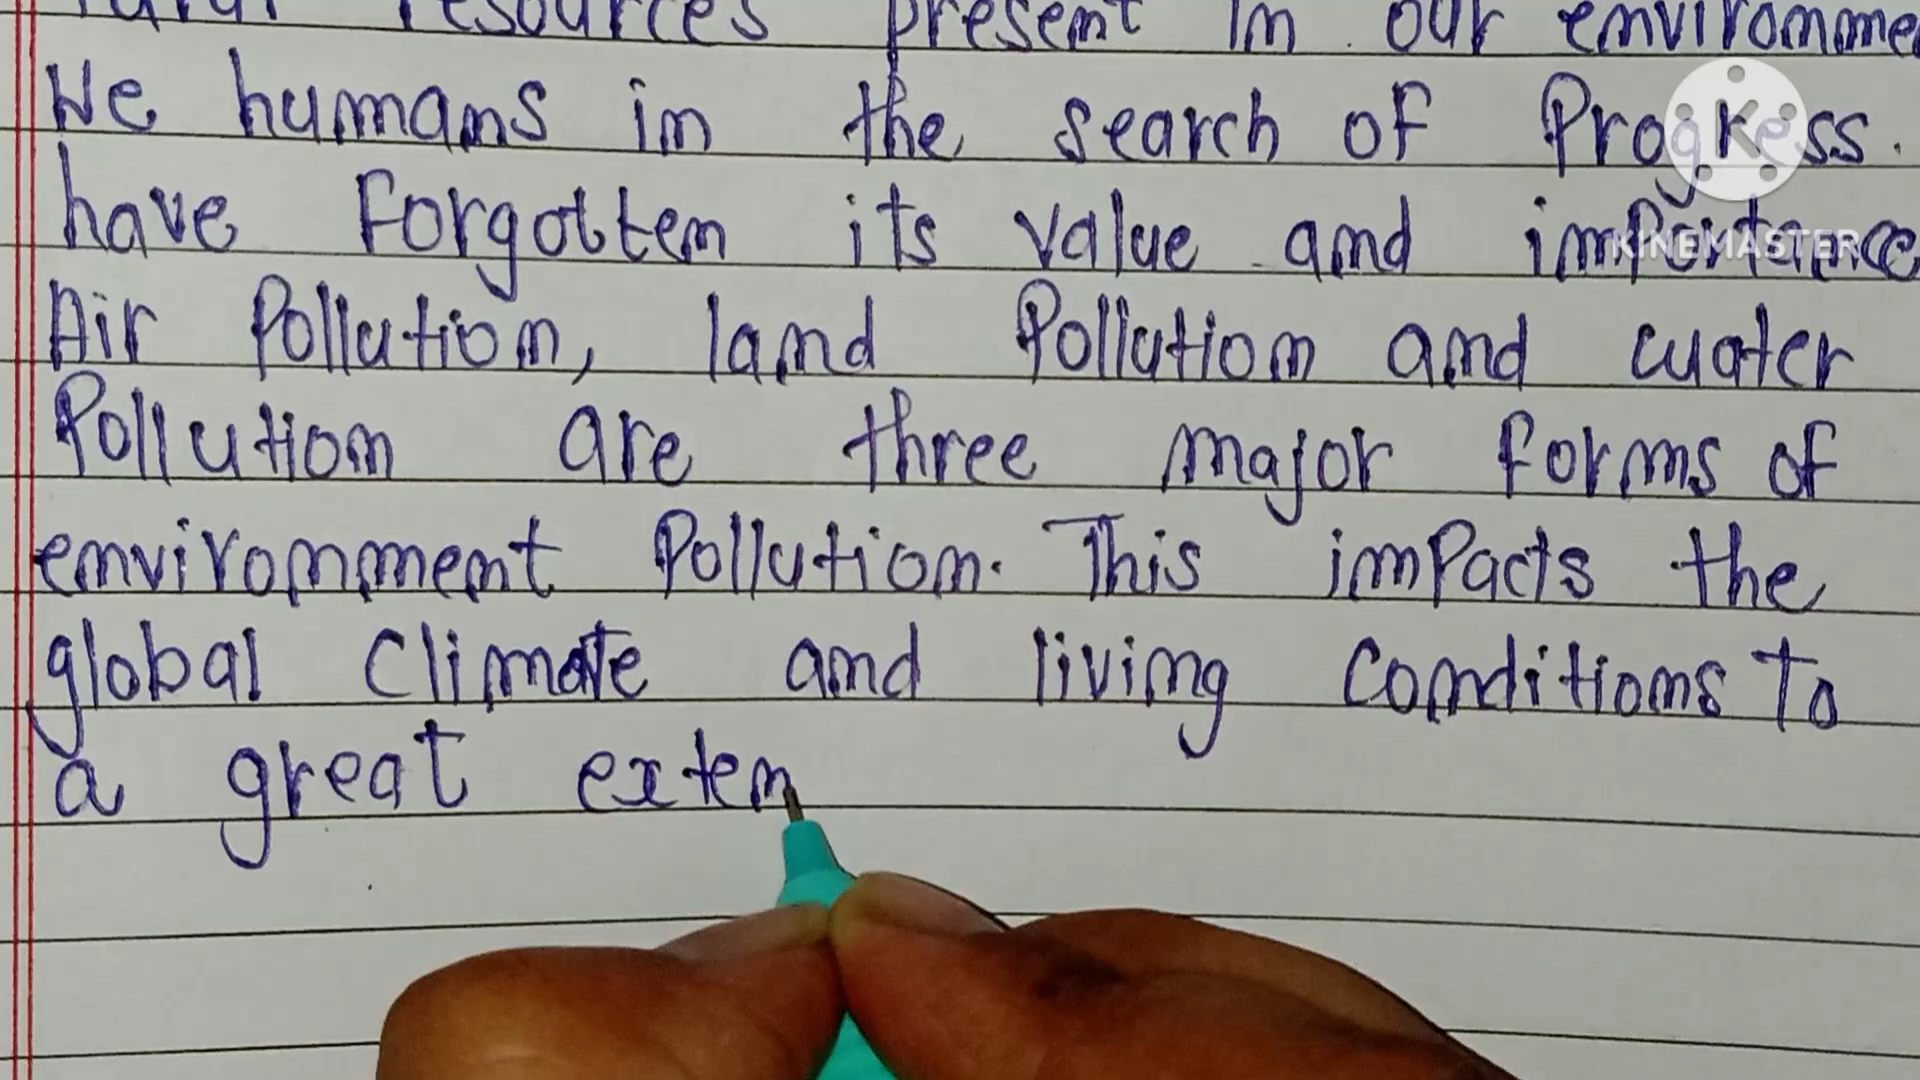 resources present in our environme
We humans in the search of Progress.
have Forgotten its value and importance
Air Pollution, land Pollution and water
Pollution are three major forms of
environment Pollution. This impacts the
global Climate and living Conditions To
a great exten
K
KINEMASTER